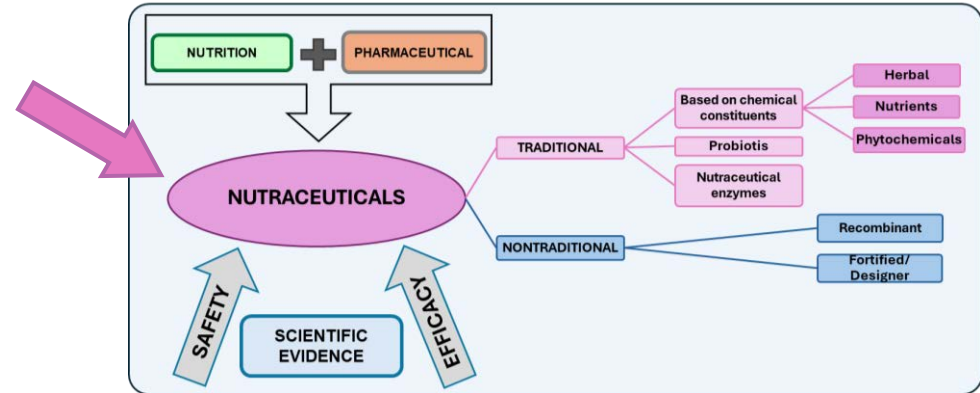 NUTRITION
PHARMACEUTICAL
NUTRACEUTICALS
SAFETY
SCIENTIFIC
EVIDENCE
EFFICACY
TRADITIONAL
Based on chemical
constituents
Probiotis
Nutraceutical
enzymes
Herbal
Nutrients
Phytochemicals
NONTRADITIONAL
Recombinant
Fortified/
Designer